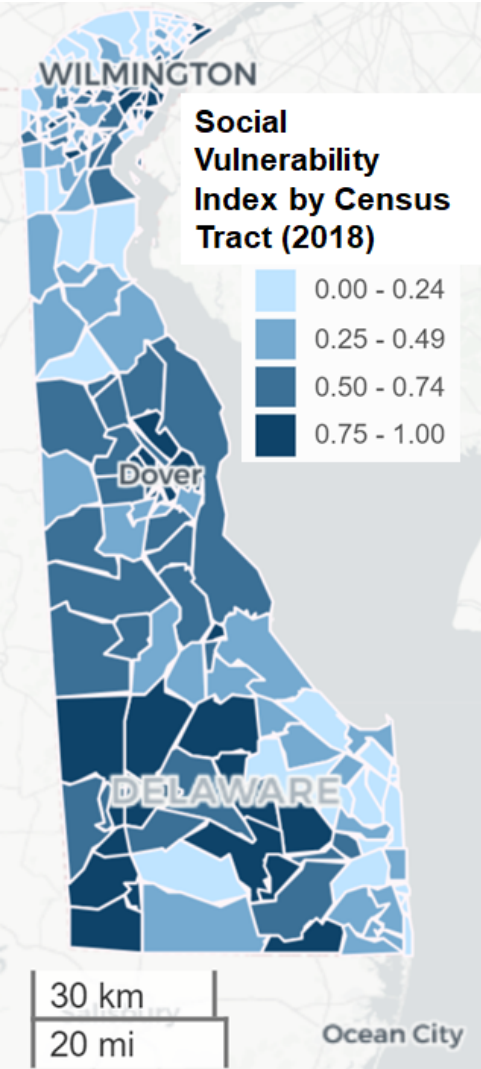 WILMINGTON
Social
Vulnerability
Index by Census
Tract (2018)
0.00 - 0.24
0.25 - 0.49
0.50 - 0.74
0.75 - 1.00
Dover
DELAWARE
30 km
Salisbury
20 mi
Ocean City